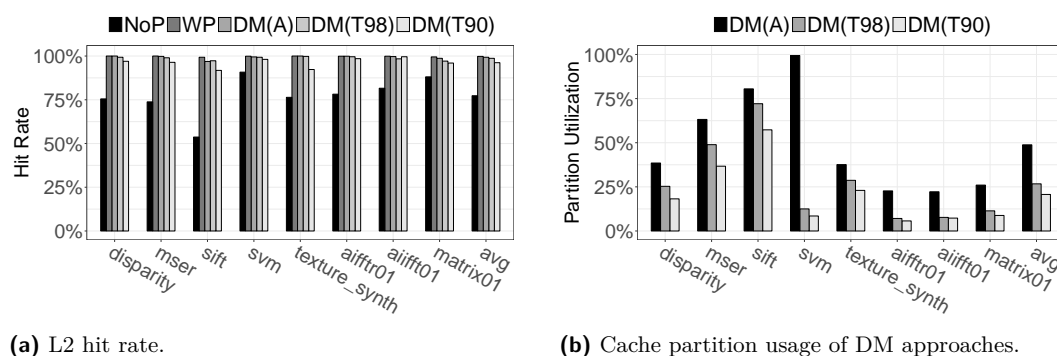 NoP WP DM(A) DM(T98) DM(T90)
Hit Rate
100%
75%
50%
25%
0%
disparity
mser
sift
svm
texture_synth
aifftr01
aiifft01
matrix01
avg
(a) L2 hit rate.
DM(A) DM(T98) DM(T90)
Partition Utilization
100%
75%
50%
25%
0%
disparity
mser
sift
svm
texture_synth
aifftr01
aiifft01
matrix01
avg
(b) Cache partition usage of DM approaches.